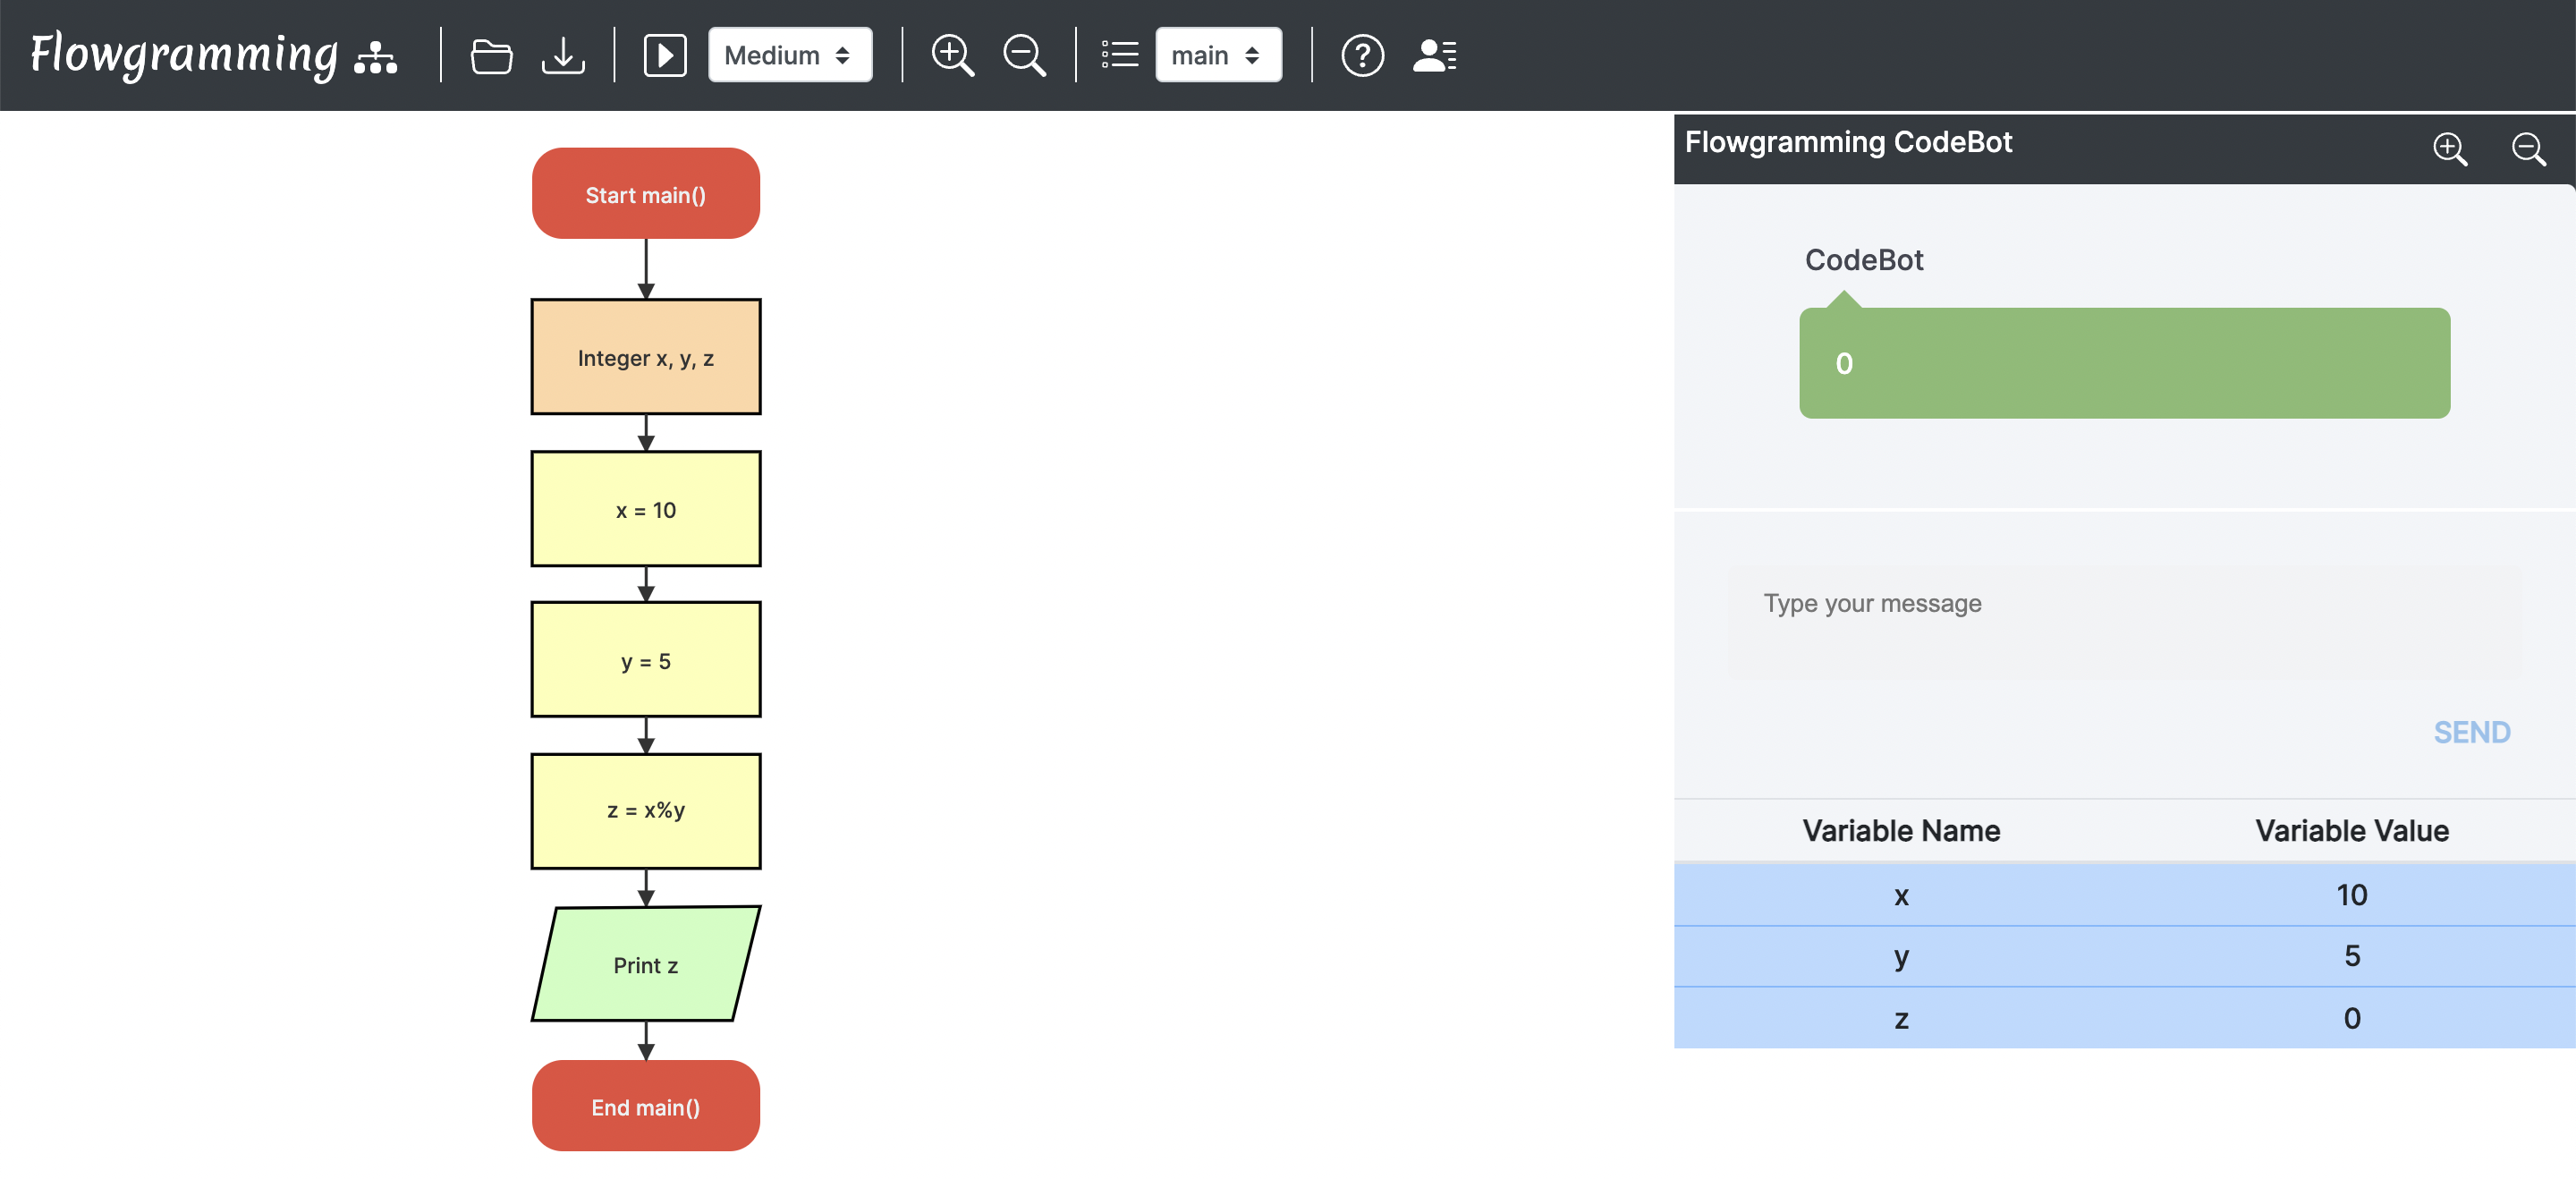 Flowgramming
Medium
main
Start main()
Integer x, y, z
x = 10
y = 5
z = x%y
Print z
End main()
Flowgramming CodeBot
CodeBot
0
Type your message
SEND
Variable Name Variable Value
x 10
y 5
z 0